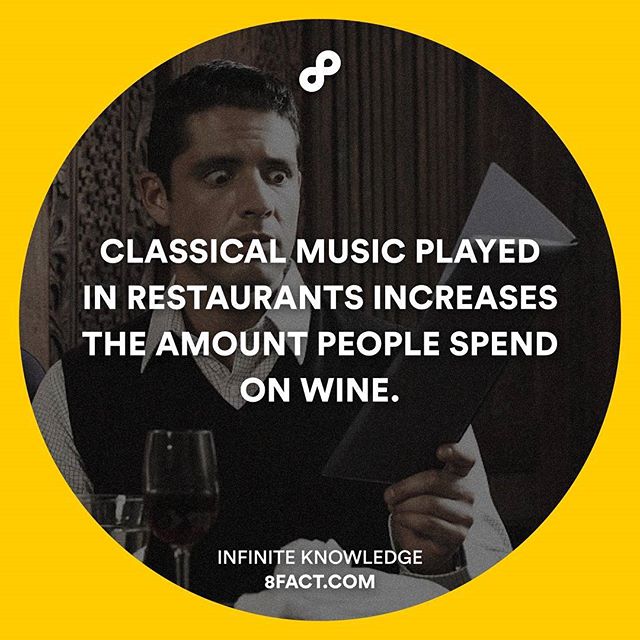 CLASSICAL MUSIC PLAYED
IN RESTAURANTS INCREASES
THE AMOUNT PEOPLE SPEND
ON WINE.
INFINITE KNOWLEDGE
8FACT.COM